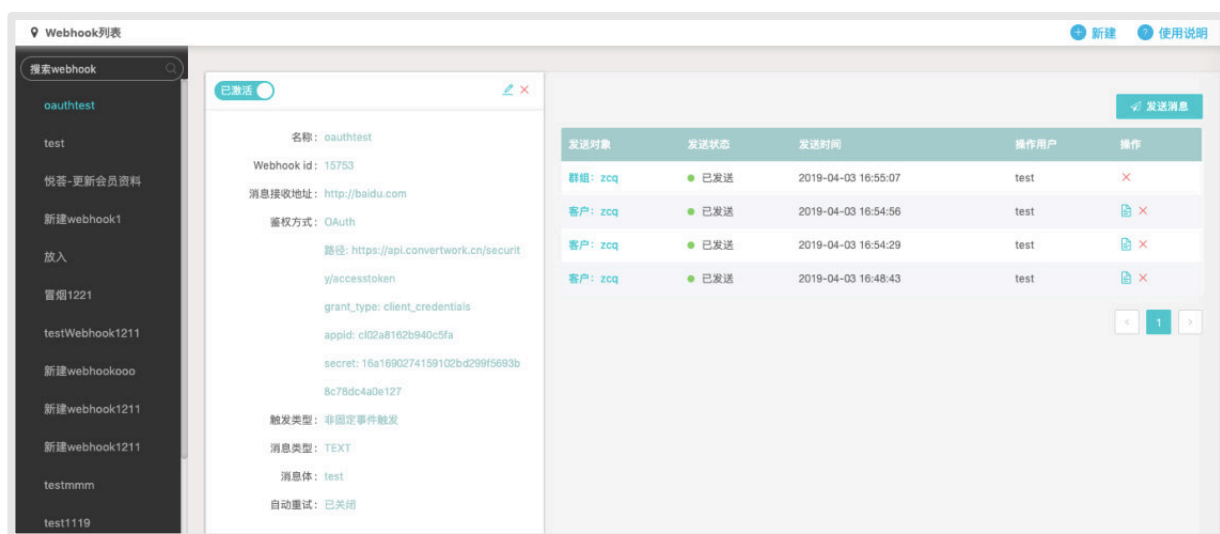 Webhook列表
新建
使用说明
搜索webhook
oauthtest
test
悦荟-更新会员资料
新建webhook1
放入
冒烟1221
testWebhook1211
新建webhookooo
新建webhook1211
新建webhook1211
testmmm
test1119
已激活
名称: oauthtest
Webhook id: 15753
消息接收地址: http://baidu.com
鉴权方式: OAuth
路径: https://api.convertwork.cn/securit
y/accesstoken
grant_type: client_credentials
appid: cl02a8162b940c5fa
secret: 16a1690274159102bd299f5693b
8c78dc4a0e127
触发类型: 非固定事件触发
消息类型: TEXT
消息体: test
自动重试: 已关闭
发送消息
发送对象 发送状态 发送时间 操作用户 操作
群组: zcq 已发送 2019-04-03 16:55:07 test
客户: zcq 已发送 2019-04-03 16:54:56 test
客户: zcq 已发送 2019-04-03 16:54:29 test
客户: zcq 已发送 2019-04-03 16:48:43 test
< 1 >